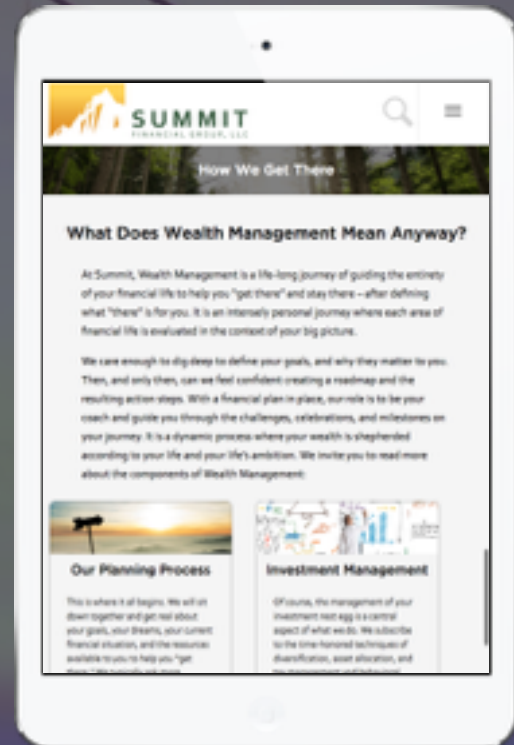 SUMMIT
FINANCIAL GROUP, LLC
How We Get There
What Does Wealth Management Mean Anyway?
At Summit, Wealth Management is a life-long journey of guiding the entirety
of your financial life to help you "get there" and stay there – after defining
what "there" is for you. It is an intensely personal journey where each area of
financial life is evaluated in the context of your big picture.
We care enough to dig deep to define your goals, and why they matter to you.
Then, and only then, can we feel confident creating a roadmap and the
resulting action steps. With a financial plan in place, our role is to be your
coach and guide you through the challenges, celebrations, and milestones on
your journey. It is a dynamic process where your wealth is shepherded
according to your life and your life's ambition. We invite you to read more
about the components of Wealth Management:
Our Planning Process
This is where it all begins. We will sit
down together and get real about
your goals, your dreams, your current
financial situation, and the resources
available to you to help you "get
there." We typically ask more
Investment Management
Of course, the management of your
investment nest egg is a central
aspect of what we do. We subscribe
to the time-honored techniques of
diversification, asset allocation, and
tax management and behavioral